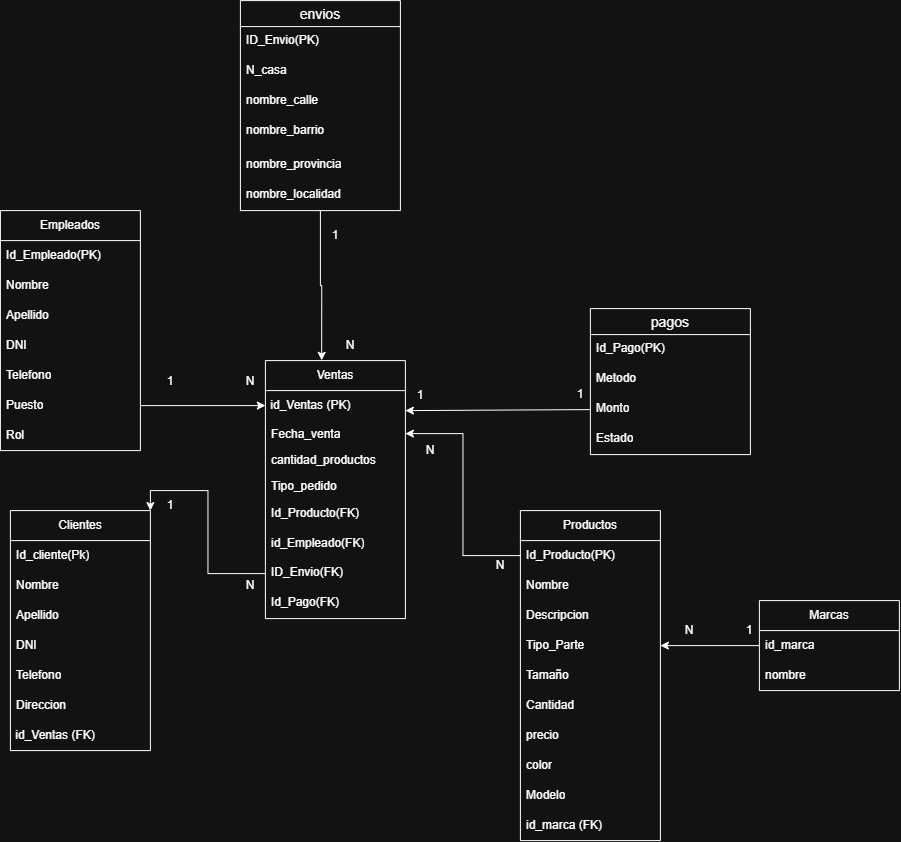 envios
ID_Envio(PK)
N_casa
nombre_calle
nombre_barrio
nombre_provincia
nombre_localidad
1
N
Empleados
Id_Empleado(PK)
Nombre
Apellido
DNI
Telefono
Puesto
Rol
1
N
pagos
Id_Pago(PK)
Metodo
Monto
Estado
1
1
Ventas
id_Ventas (PK)
Fecha_venta
cantidad_productos
Tipo_pedido
Id_Producto(FK)
id_Empleado(FK)
ID_Envio(FK)
Id_Pago(FK)
N
N
1
N
Clientes
Id_cliente(Pk)
Nombre
Apellido
DNI
Telefono
Direccion
id_Ventas (FK)
Productos
Id_Producto(PK)
Nombre
Descripcion
Tipo_Parte
Tamaño
Cantidad
precio
color
Modelo
id_marca (FK)
N
1
Marcas
id_marca
nombre